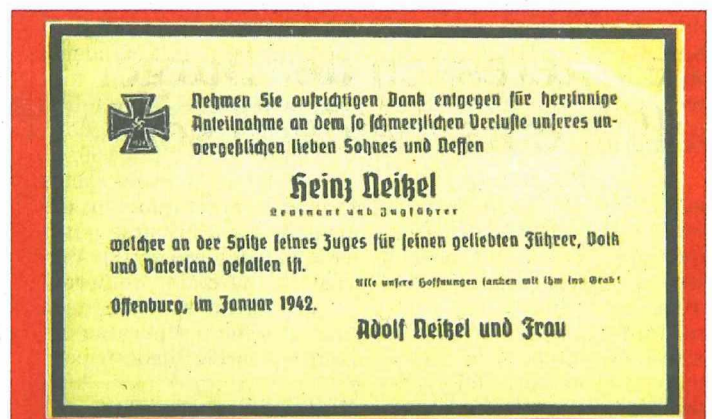 Nehmen Sie aufrichtigen Dank entgegen für herzinnige
Anteilnahme an dem so schmerzlichen Verluste unseres un-
vergeßlichen lieben Sohnes und Neffen
Heinz Neitzel
Leutnant und Zugführer
welcher an der Spitze seines Zuges für seinen geliebten Führer, Volk
und Vaterland gefallen ist.
Alle unsere Hoffnungen sanken mit ihm ins Grab!
Offenburg, im Januar 1942.
Adolf Neitzel und Frau